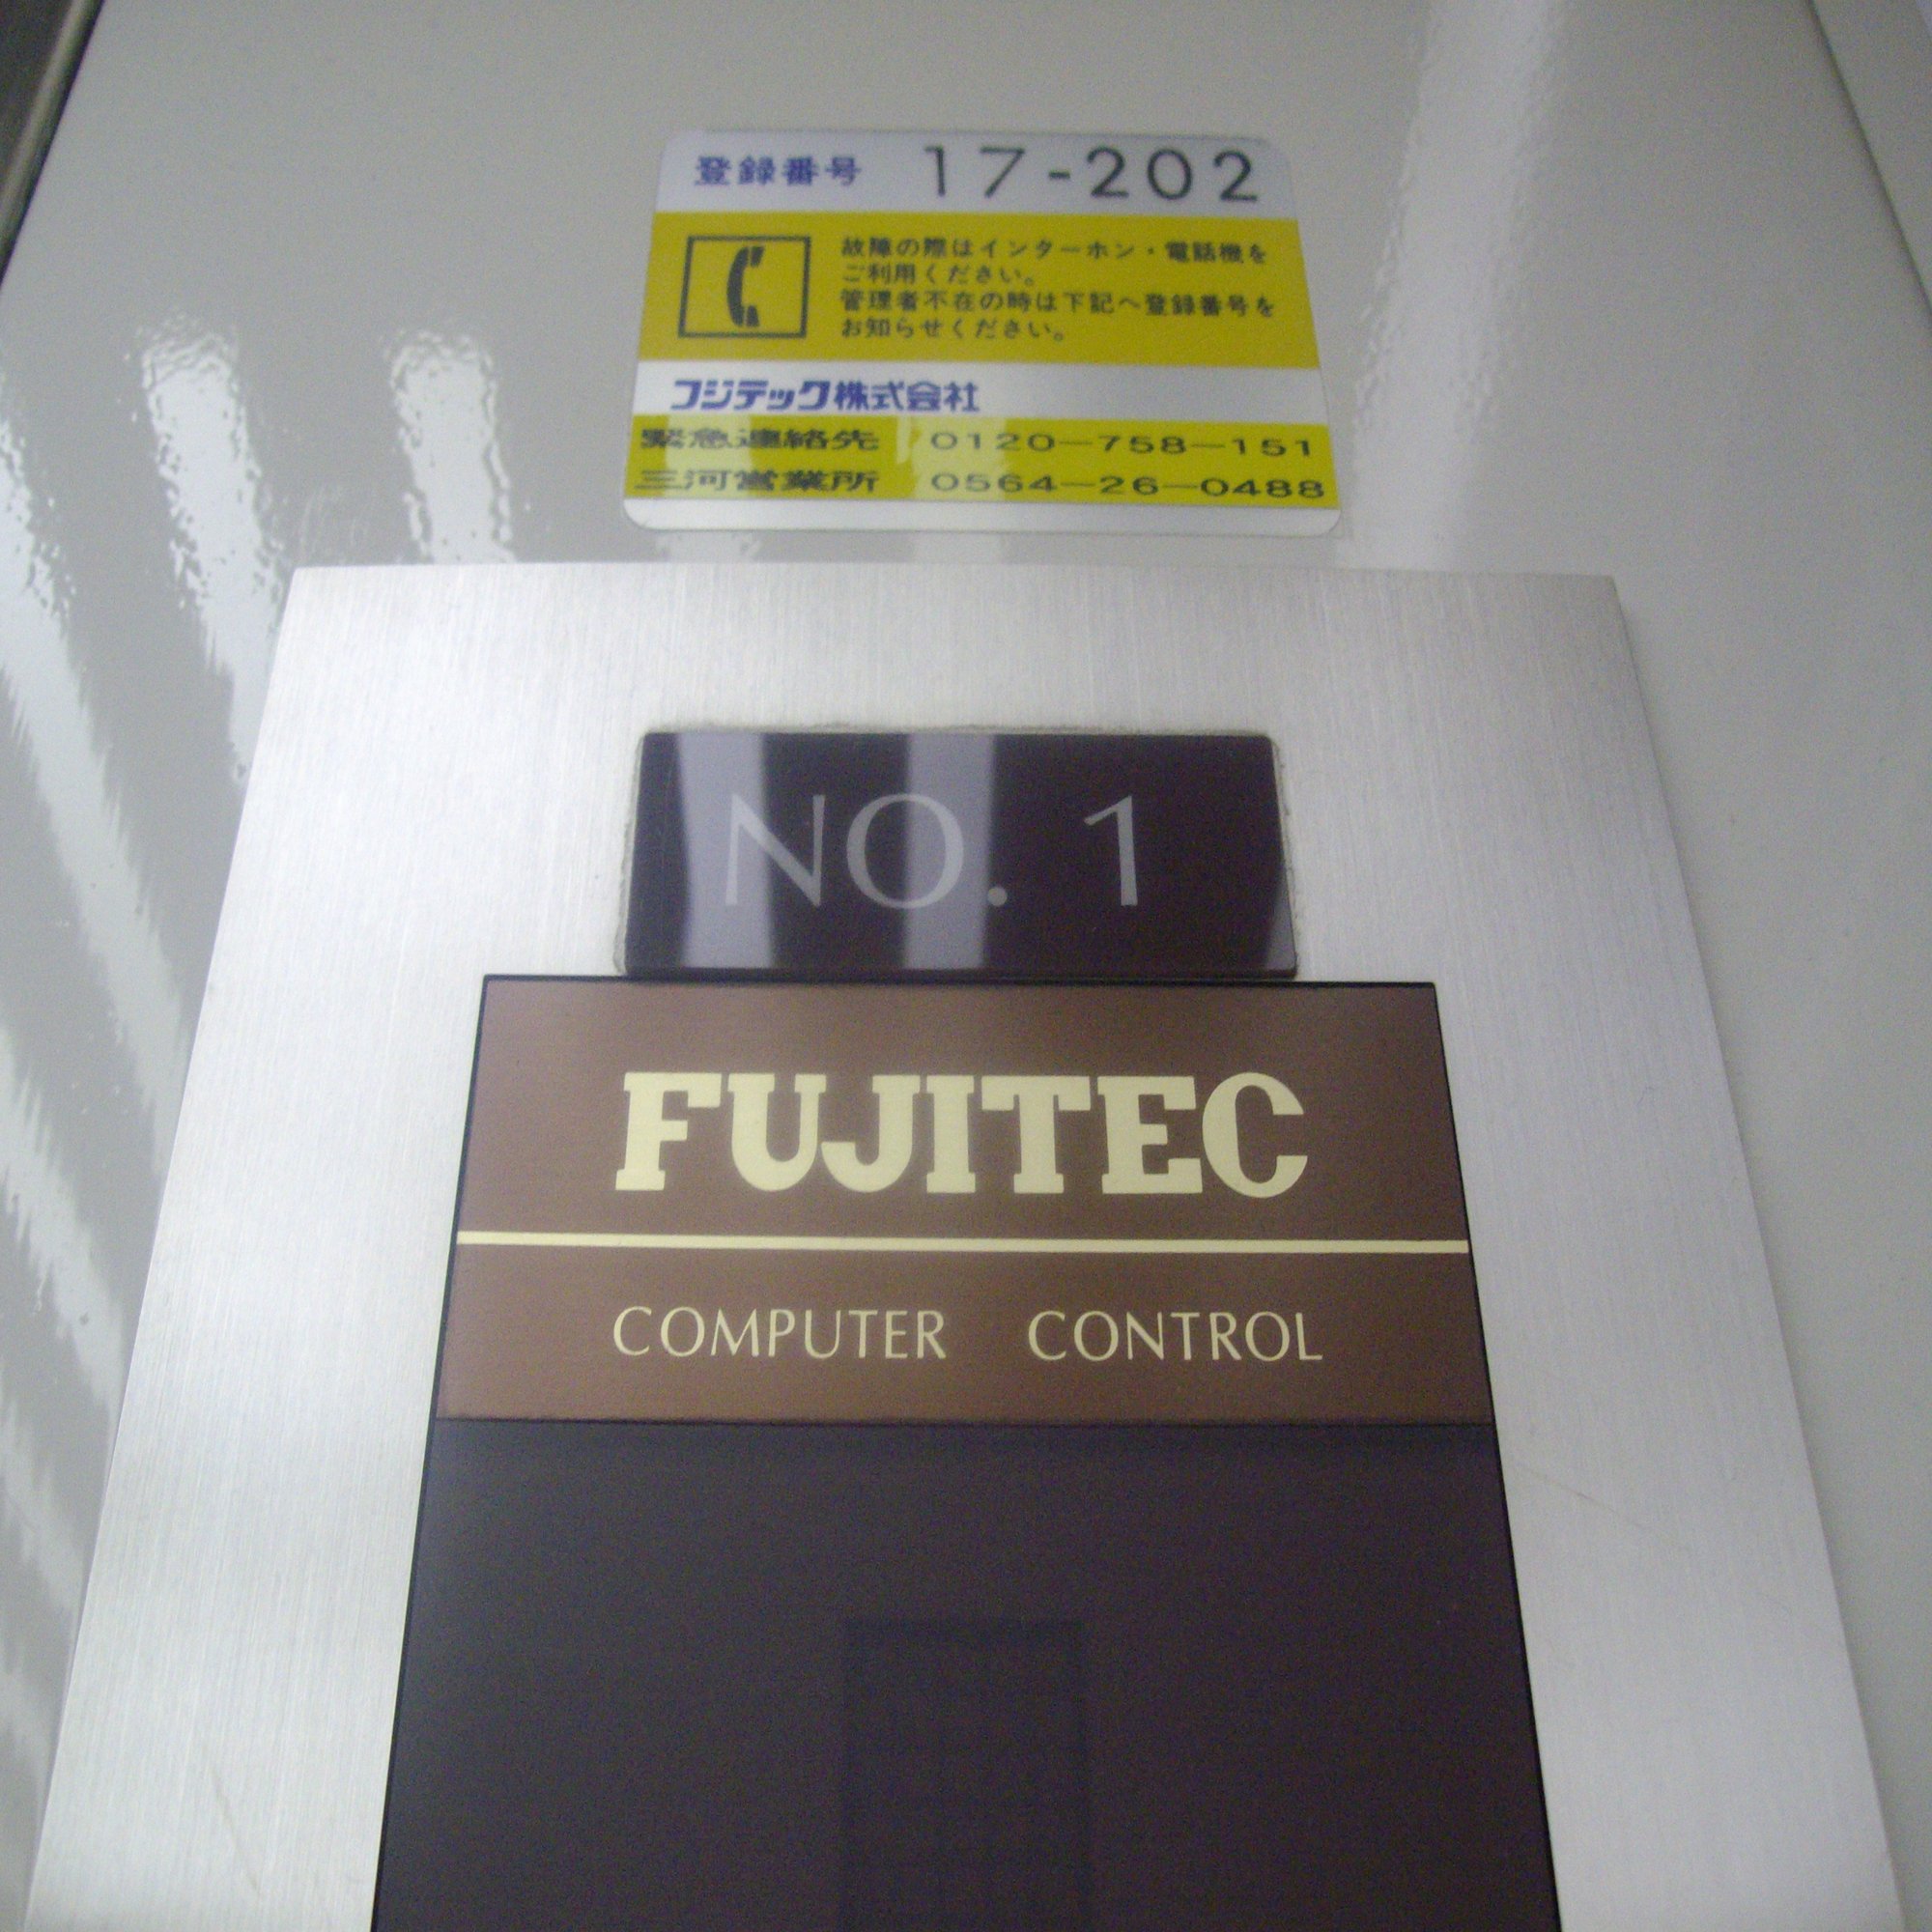 登録番号 17-202
故障の際はインターホン・電話機を
ご利用ください。
管理者不在の時は下記へ登録番号を
お知らせください。
フジテック株式会社
緊急連絡先 0120-758-151
三河営業所 0564-26-0488
NO. 1
FUJITEC
COMPUTER CONTROL